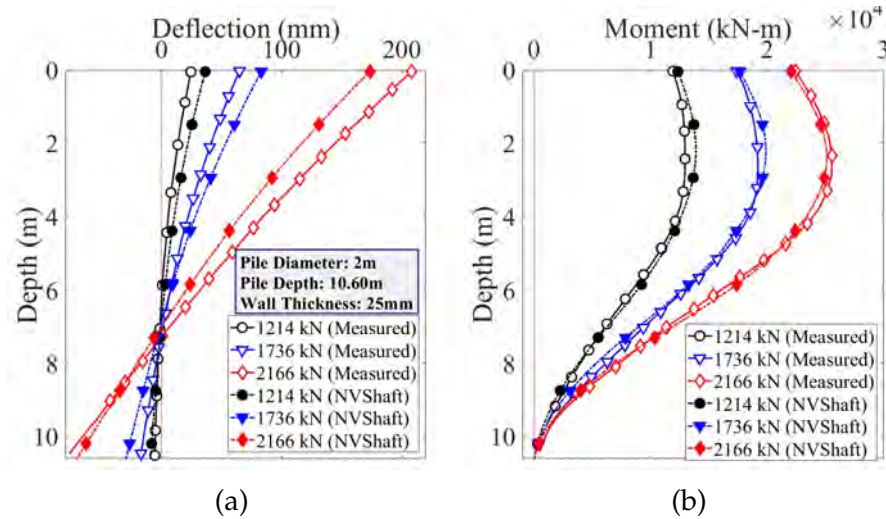 Deflection (mm)
0 100 200
Depth (m)
0
2
4
6
8
10
Pile Diameter: 2m
Pile Depth: 10.60m
Wall Thickness: 25mm
1214 kN (Measured)
1736 kN (Measured)
2166 kN (Measured)
1214 kN (NVShaft)
1736 kN (NVShaft)
2166 kN (NVShaft)
(a)
Moment (kN-m) ×10⁴
0 1 2 3
Depth (m)
0
2
4
6
8
10
1214 kN (Measured)
1736 kN (Measured)
2166 kN (Measured)
1214 kN (NVShaft)
1736 kN (NVShaft)
2166 kN (NVShaft)
(b)